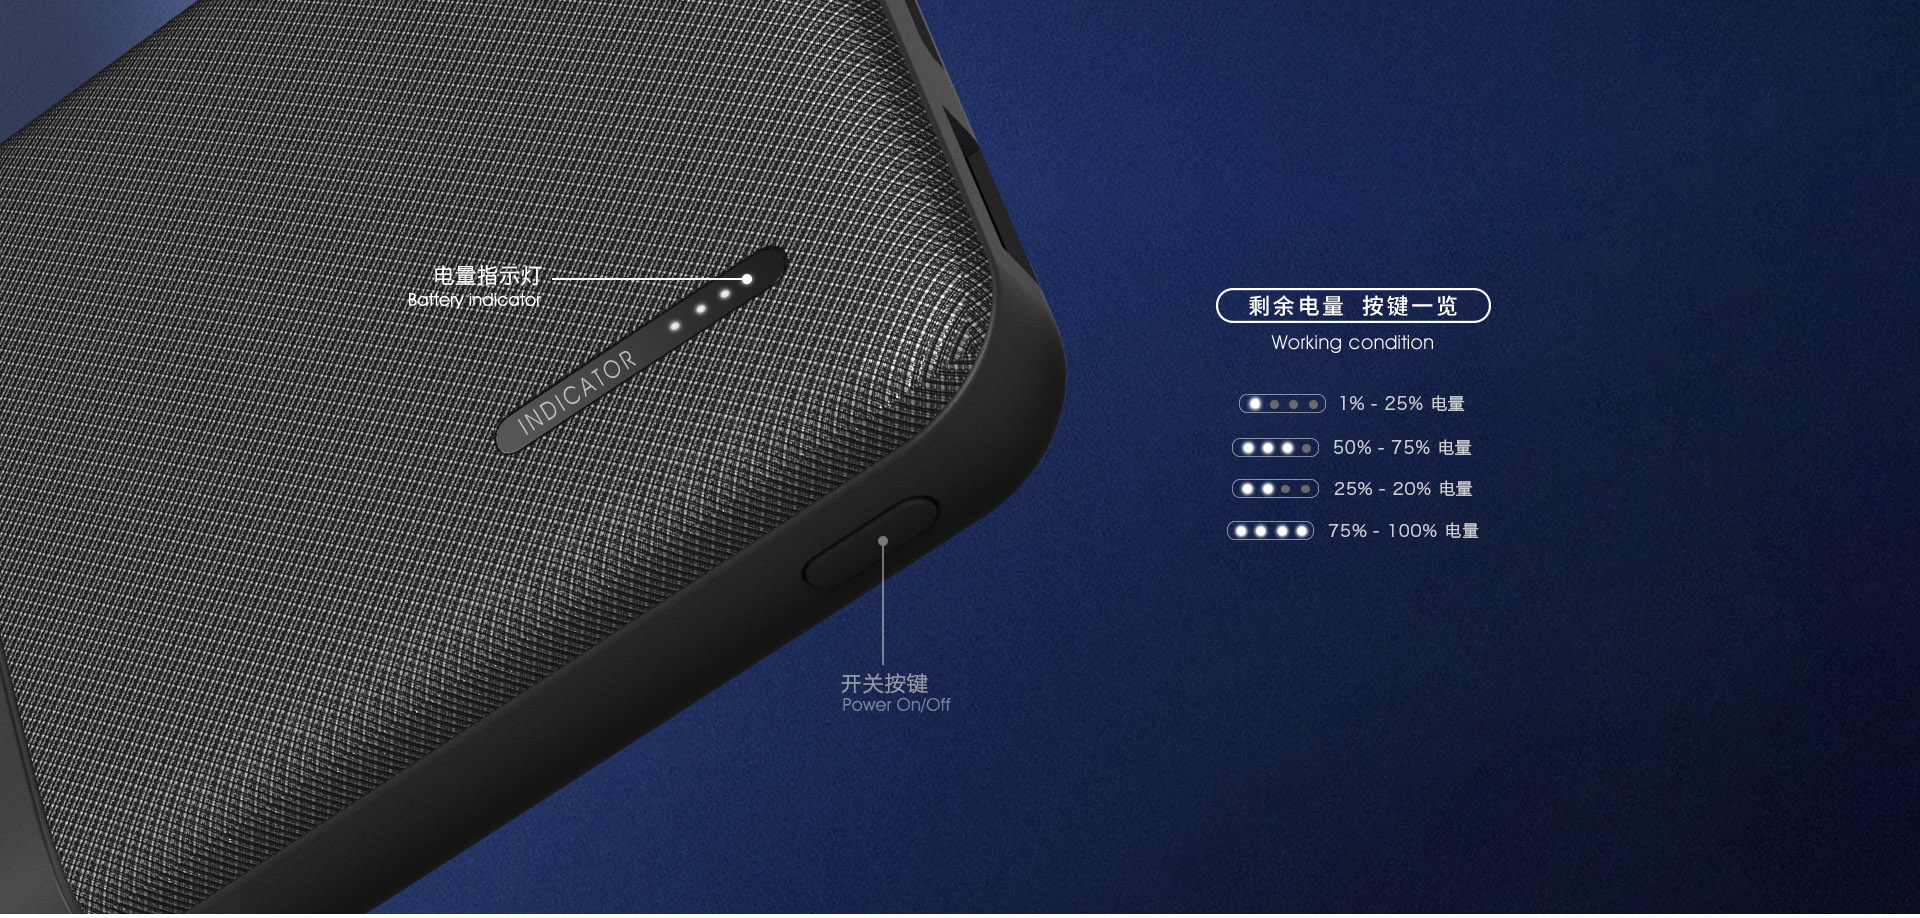 电量指示灯
Battery indicator
INDICATOR
开关按键
Power On/Off
剩余电量 按键一览
Working condition
1% - 25% 电量
50% - 75% 电量
25% - 20% 电量
75% - 100% 电量